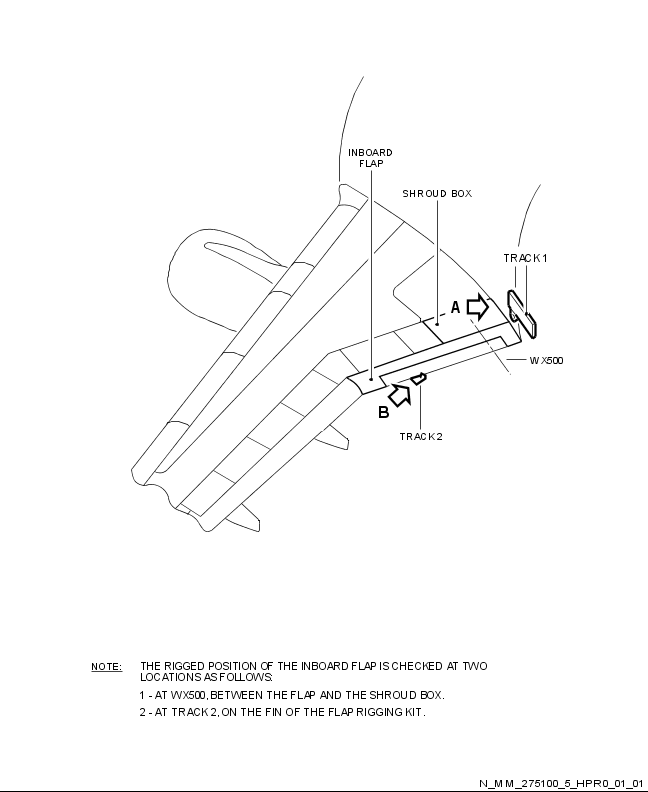 INBOARD
FLAP
SHROUD BOX
TRACK 1
A
WX500
B
TRACK 2
NOTE: THE RIGGED POSITION OF THE INBOARD FLAP IS CHECKED AT TWO
LOCATIONS AS FOLLOWS:
1 - AT WX500, BETWEEN THE FLAP AND THE SHROUD BOX.
2 - AT TRACK 2, ON THE FIN OF THE FLAP RIGGING KIT.
N_MM_275100_5_HPR0_01_01